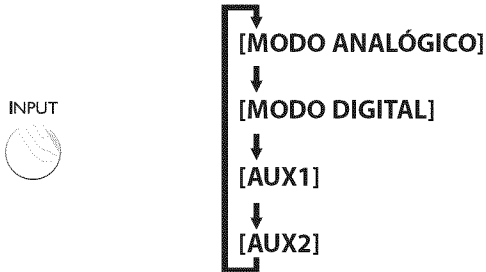 INPUT
[MODO ANALÓGICO]
[MODO DIGITAL]
[AUX1]
[AUX2]